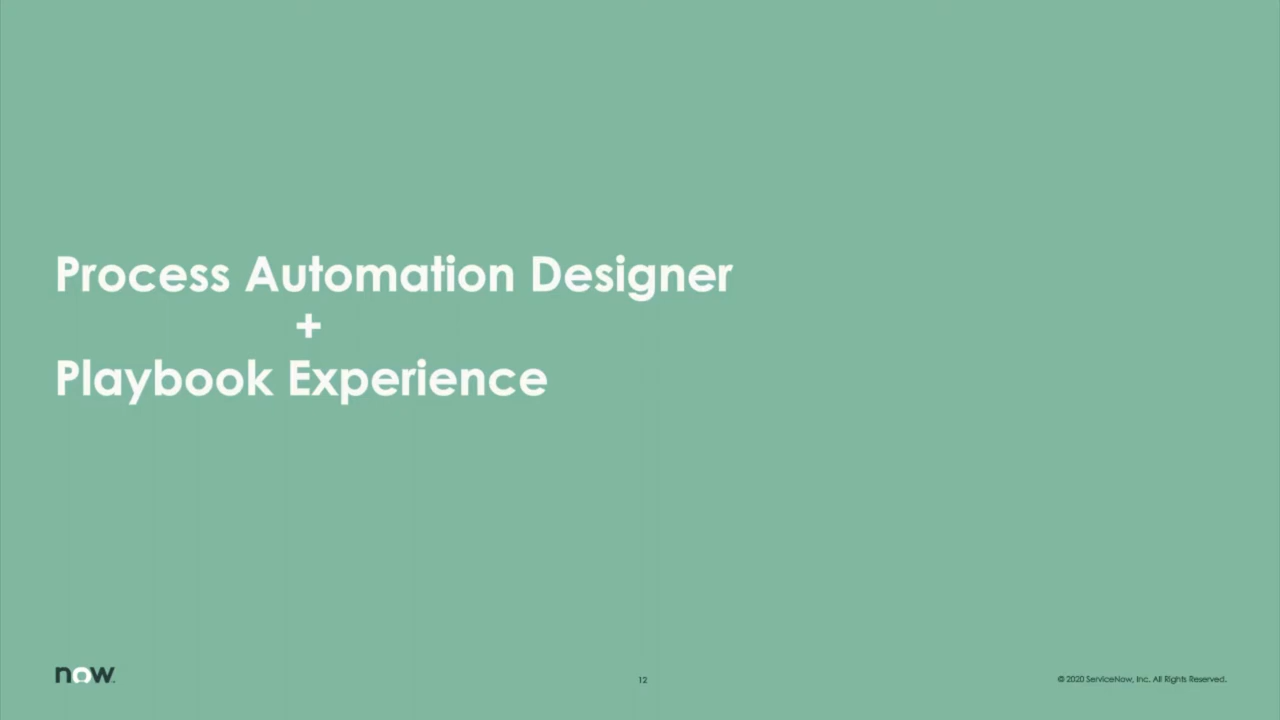 Process Automation Designer
+
Playbook Experience
now.
12
© 2020 ServiceNow, Inc. All Rights Reserved.